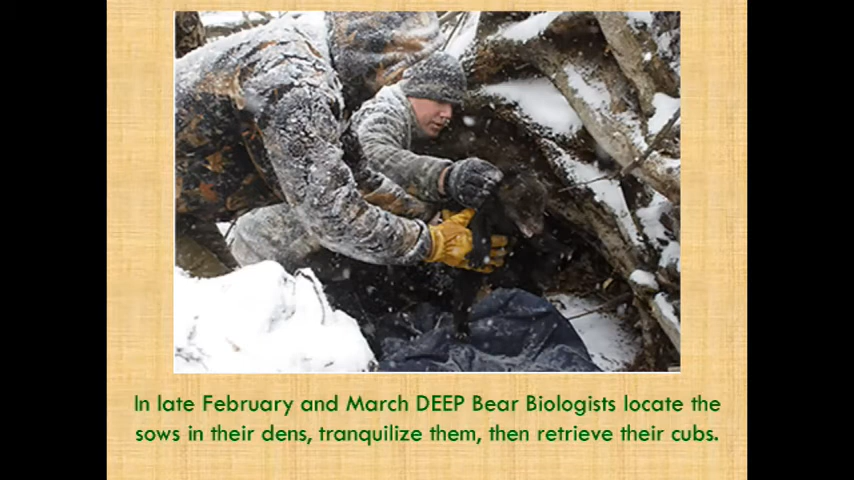 In late February and March DEEP Bear Biologists locate the
sows in their dens, tranquilize them, then retrieve their cubs.